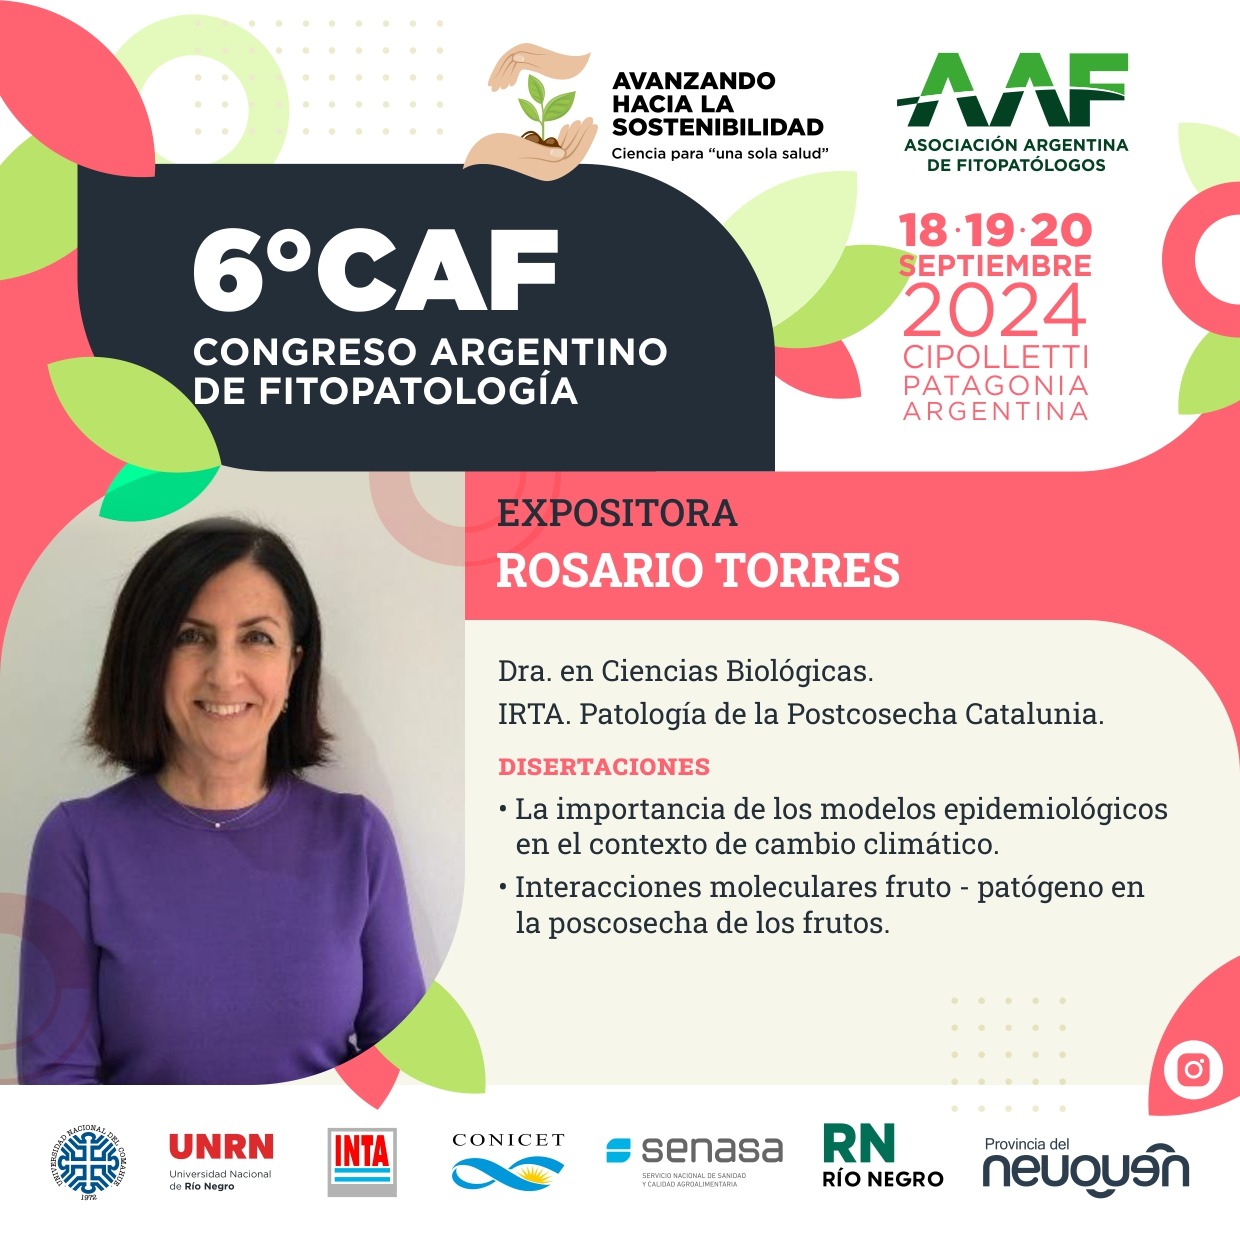 AVANZANDO
HACIA LA
SOSTENIBILIDAD
Ciencia para “una sola salud”
AAF
ASOCIACIÓN ARGENTINA
DE FITOPATÓLOGOS
6°CAF
CONGRESO ARGENTINO
DE FITOPATOLOGÍA
18·19·20
SEPTIEMBRE
2024
CIPOLLETTI
PATAGONIA
ARGENTINA
EXPOSITORA
ROSARIO TORRES
Dra. en Ciencias Biológicas.
IRTA. Patología de la Postcosecha Catalunia.
DISERTACIONES
• La importancia de los modelos epidemiológicos
en el contexto de cambio climático.
• Interacciones moleculares fruto - patógeno en
la poscosecha de los frutos.
UNIVERSIDAD NACIONAL DEL COMAHUE
1972
UNRN
Universidad Nacional
de Río Negro
INTA
CONICET
senasa
SERVICIO NACIONAL DE SANIDAD
Y CALIDAD AGROALIMENTARIA
RN
RÍO NEGRO
Provincia del
neuquén